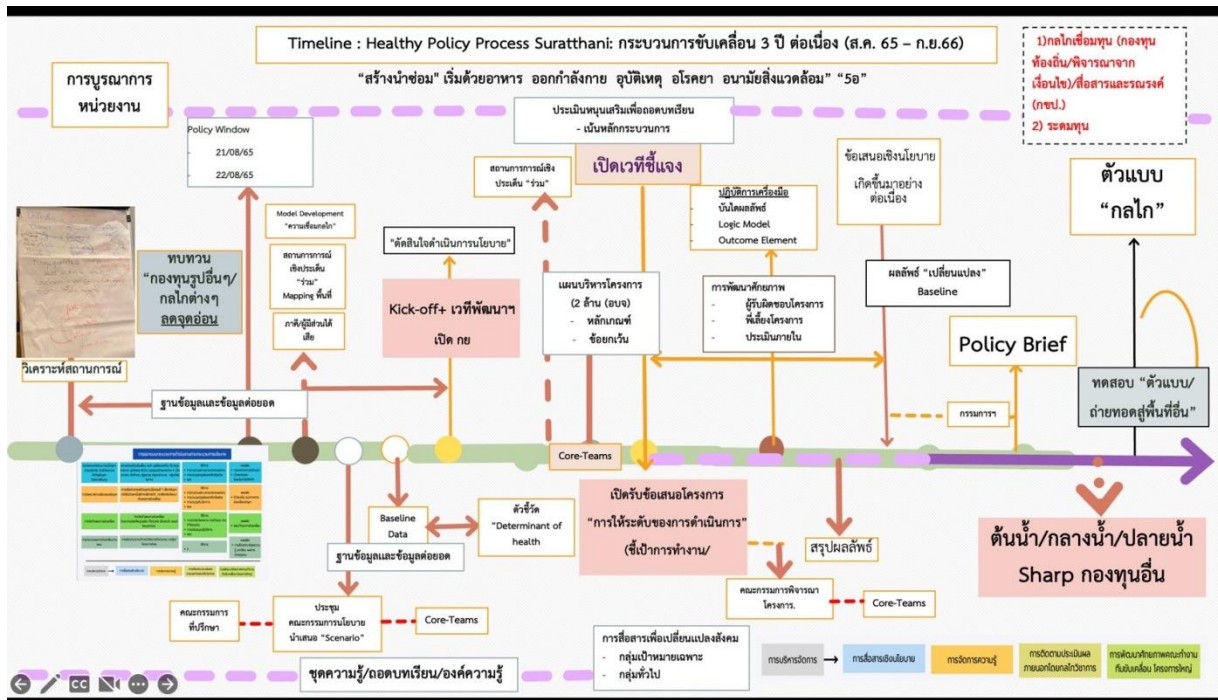 Timeline : Healthy Policy Process Suratthani: กระบวนการขับเคลื่อน 3 ปี ต่อเนื่อง (ส.ค. 65 – ก.ย.66)
"สร้างนำซ่อม" เริ่มด้วยอาหาร ออกกำลังกาย อุบัติเหตุ อโรคยา อนามัยสิ่งแวดล้อม" "5อ"
การบูรณาการ
หน่วยงาน
1)กลไกเชื่อมทุน (กองทุน
ท้องถิ่น/พิจารณาจาก
เงื่อนไข)/สื่อสารและรณรงค์
(กขป.)
2) ระดมทุน
Policy Window
- 21/08/65
- 22/08/65
ประเมินหนุนเสริมเพื่อถอดบทเรียน
- เน้นหลักกระบวนการ
เปิดเวทีชี้แจง
สถานการการณ์เชิง
ประเด็น "ร่วม"
ข้อเสนอเชิงนโยบาย
เกิดขึ้นมาอย่าง
ต่อเนื่อง
ตัวแบบ
"กลไก"
ทบทวน
"กองทุนรูปอื่นๆ/
กลไกต่างๆ
ลดจุดอ่อน
Model Development
"ความเชื่อมกลไก"
สถานการการณ์
เชิงประเด็น
"ร่วม"
Mapping พื้นที่
ภาคี/ผู้มีส่วนได้
เสีย
"ตัดสินใจดำเนินการนโยบาย"
Kick-off+ เวทีพัฒนาฯ
เปิด กย
แผนบริหารโครงการ
(2 ล้าน (อบจ)
- หลักเกณฑ์
- ข้อยกเว้น
ปฏิบัติการเครื่องมือ
- บันไดผลลัพธ์
- Logic Model
- Outcome Element
การพัฒนาศักยภาพ
- ผู้รับผิดชอบโครงการ
- พี่เลี้ยงโครงการ
- ประเมินภายใน
ผลลัพธ์ "เปลี่ยนแปลง"
Baseline
Policy Brief
ทดสอบ "ตัวแบบ/
ถ่ายทอดสู่พื้นที่อื่น"
วิเคราะห์สถานการณ์
ฐานข้อมูลและข้อมูลต่อยอด
กรรมการฯ
Core-Teams
Baseline
Data
ตัวชี้วัด
"Determinant of
health
ฐานข้อมูลและข้อมูลต่อยอด
เปิดรับข้อเสนอโครงการ
"การให้ระดับของการดำเนินการ"
(ชี้เป้าการทำงาน/
สรุปผลลัพธ์
ต้นน้ำ/กลางน้ำ/ปลายน้ำ
Sharp กองทุนอื่น
คณะกรรมการ
ที่ปรึกษา
ประชุม
คณะกรรมการนโยบาย
นำเสนอ "Scenario"
Core-Teams
คณะกรรมการพิจารณา
โครงการ.
Core-Teams
การสื่อสารเพื่อเปลี่ยนแปลงสังคม
- กลุ่มเป้าหมายเฉพาะ
- กลุ่มทั่วไป
ชุดความรู้/ถอดบทเรียน/องค์ความรู้
การบริหารจัดการ
การสื่อสารเชิงนโยบาย
การจัดการความรู้
การติดตามประเมินผล
ภายนอกโดยกลไกวิชาการ
การพัฒนาศักยภาพคณะทำงาน
ทีมขับเคลื่อน โครงการใหญ่